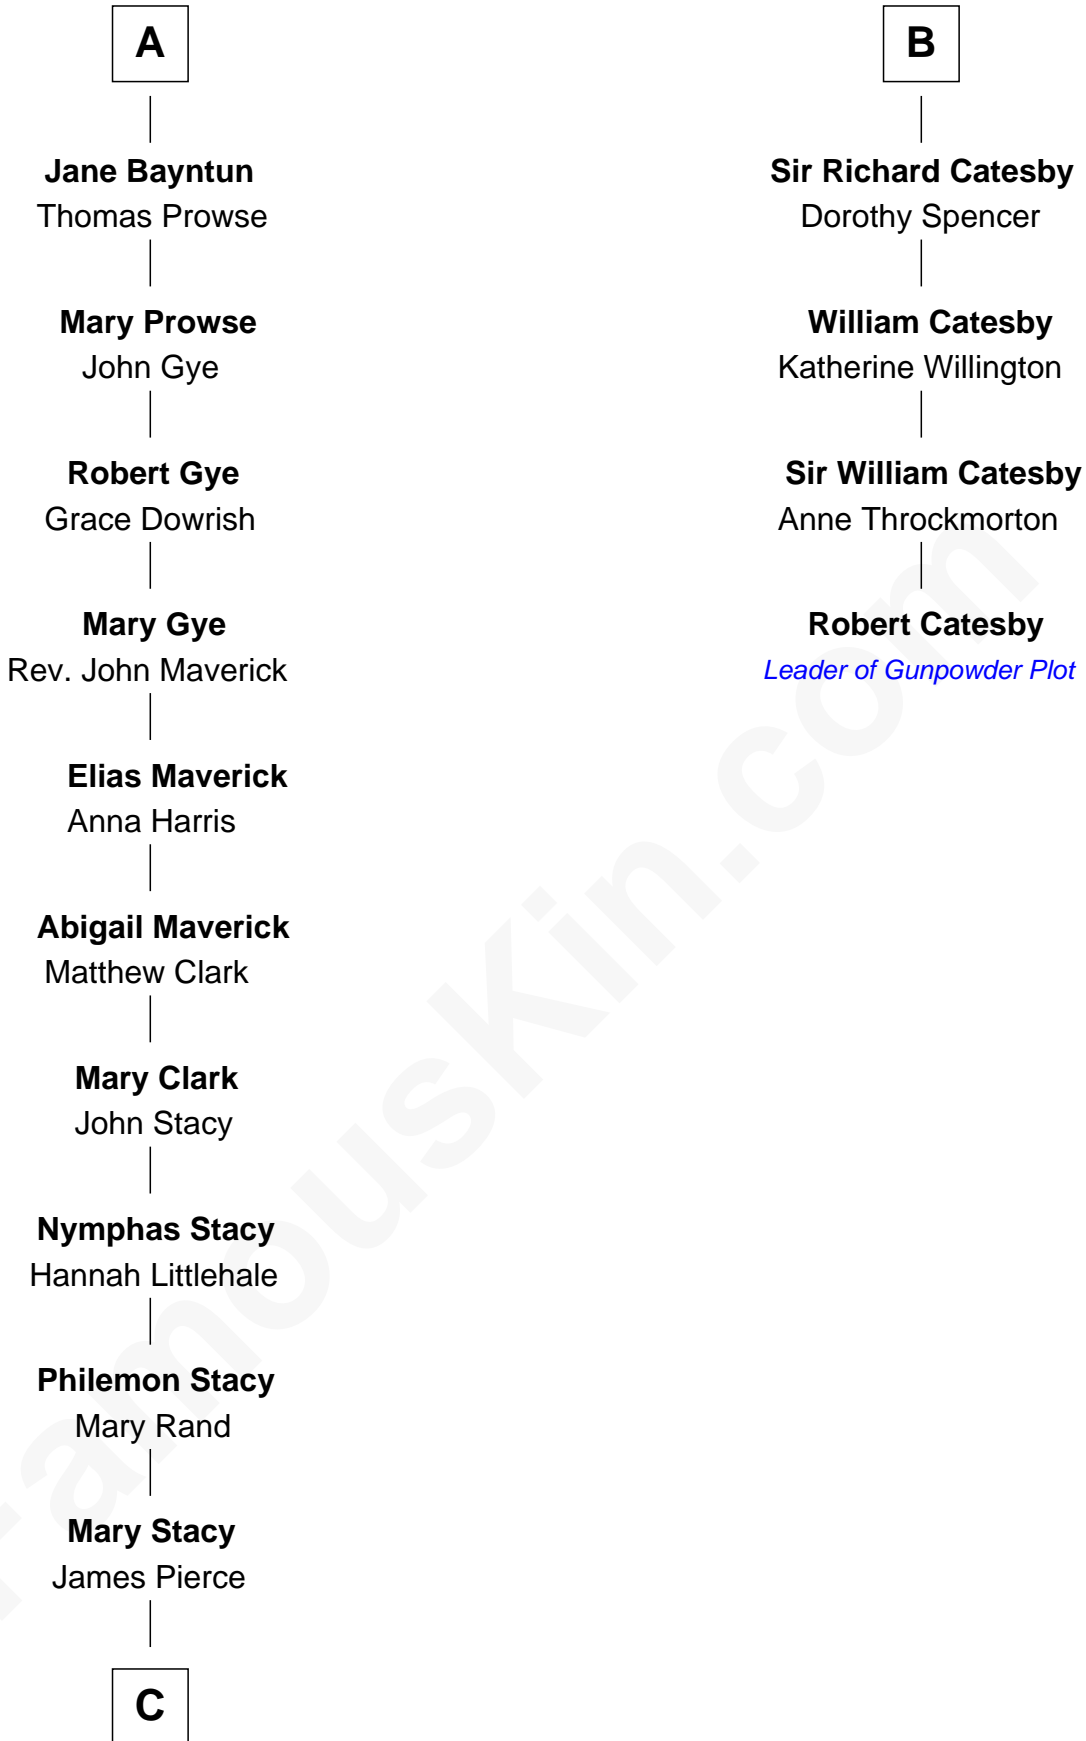 A
Jane Bayntun
Thomas Prowse
Mary Prowse
John Gye
Robert Gye
Grace Dowrish
Mary Gye
Rev. John Maverick
Elias Maverick
Anna Harris
Abigail Maverick
Matthew Clark
Mary Clark
John Stacy
Nymphas Stacy
Hannah Littlehale
Philemon Stacy
Mary Rand
Mary Stacy
James Pierce
C
B
Sir Richard Catesby
Dorothy Spencer
William Catesby
Katherine Willington
Sir William Catesby
Anne Throckmorton
Robert Catesby
Leader of Gunpowder Plot
FamousKin.com